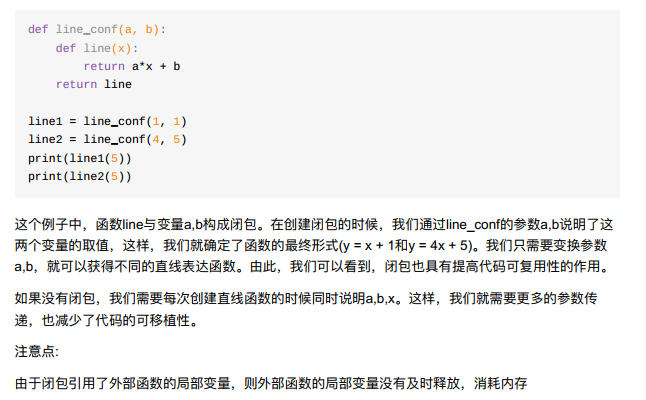 def line_conf(a, b):
    def line(x):
        return a*x + b
    return line

line1 = line_conf(1, 1)
line2 = line_conf(4, 5)
print(line1(5))
print(line2(5))
这个例子中，函数line与变量a,b构成闭包。在创建闭包的时候，我们通过line_conf的参数a,b说明了这
两个变量的取值，这样，我们就确定了函数的最终形式(y = x + 1和y = 4x + 5)。我们只需要变换参数
a,b，就可以获得不同的直线表达函数。由此，我们可以看到，闭包也具有提高代码可复用性的作用。
如果没有闭包，我们需要每次创建直线函数的时候同时说明a,b,x。这样，我们就需要更多的参数传
递，也减少了代码的可移植性。
注意点:
由于闭包引用了外部函数的局部变量，则外部函数的局部变量没有及时释放，消耗内存